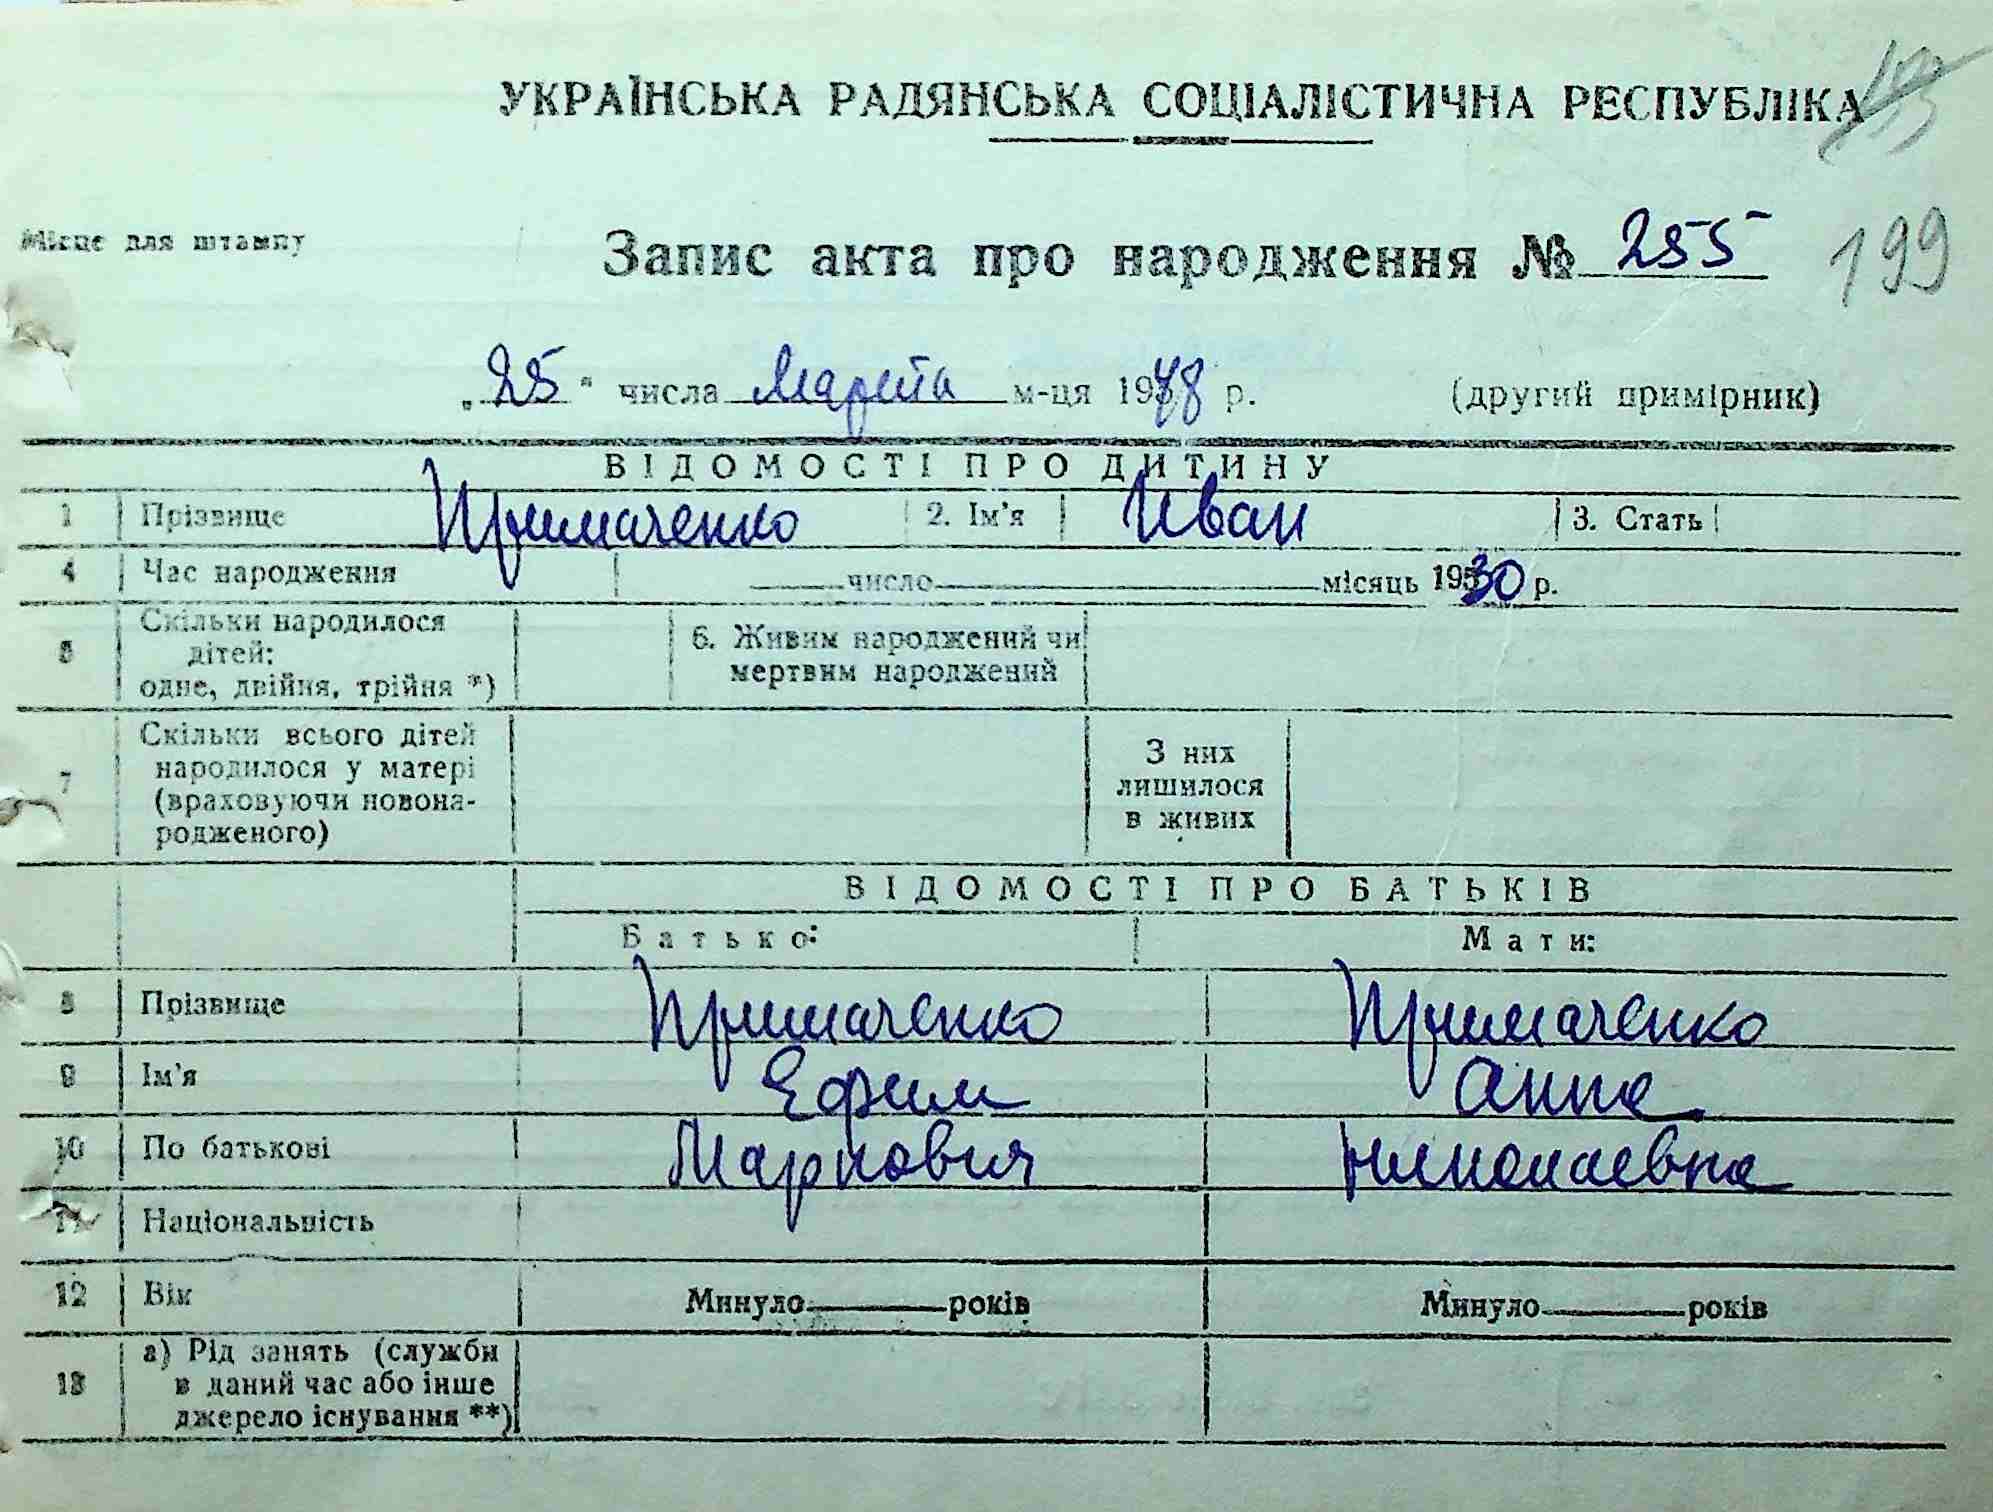 УКРАЇНСЬКА РАДЯНСЬКА СОЦІАЛІСТИЧНА РЕСПУБЛІКА
Місце для штампу
Запис акта про народження № 255
199
„25" числа Марта м-ця 1948 р. (другий примірник)
ВІДОМОСТІ ПРО ДИТИНУ
1 Прізвище Примаченко 2. Ім'я Иван 3. Стать
4 Час народження число місяць 1930 р.
5 Скільки народилося дітей: одне, двійня, трійня *) 6. Живим народжений чи мертвим народжений
7 Скільки всього дітей народилося у матері (враховуючи новонародженого) З них лишилося в живих
ВІДОМОСТІ ПРО БАТЬКІВ
Батько: Мати:
8 Прізвище Примаченко Примаченко
9 Ім'я Ефим Анна
10 По батькові Маркович Николаевна
11 Національність
12 Вік Минуло років Минуло років
13 а) Рід занять (служби в даний час або інше джерело існування **)